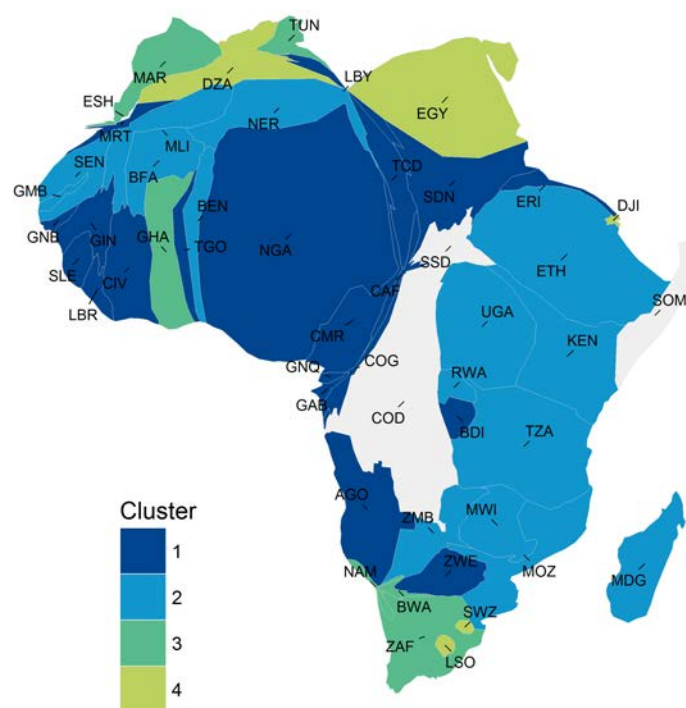 TUN
MAR
DZA
LBY
ESH
EGY
MRT
NER
MLI
SEN
BFA
TCD
SDN
GMB
ERI
BEN
DJI
GNB
GIN
GHA
TGO
NGA
SSD
ETH
SLE
CIV
CAF
SOM
LBR
UGA
CMR
KEN
COG
GNQ
RWA
GAB
COD
BDI
TZA
AGO
MWI
ZMB
Cluster
1
2
3
4
ZWE
MOZ
NAM
MDG
BWA
SWZ
ZAF
LSO